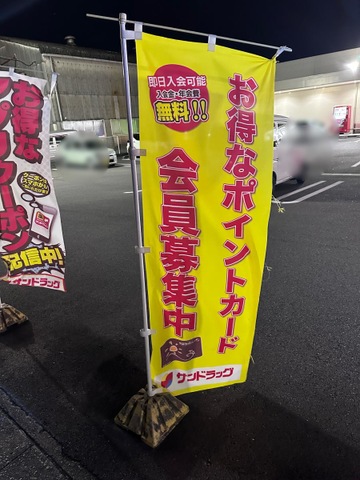 即日入会可能
入会金・年会費
無料!!
お得なポイントカード
会員募集中
サンドラッグ
お得な
アプリクーポン
配信中!
サンドラッグ